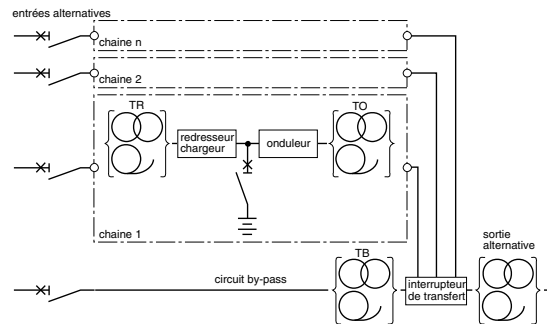 entrées alternatives
chaine n
chaine 2
TR
TO
redresseur
chargeur
onduleur
chaine 1
TB
sortie
alternative
circuit by-pass
interrupteur
de transfert